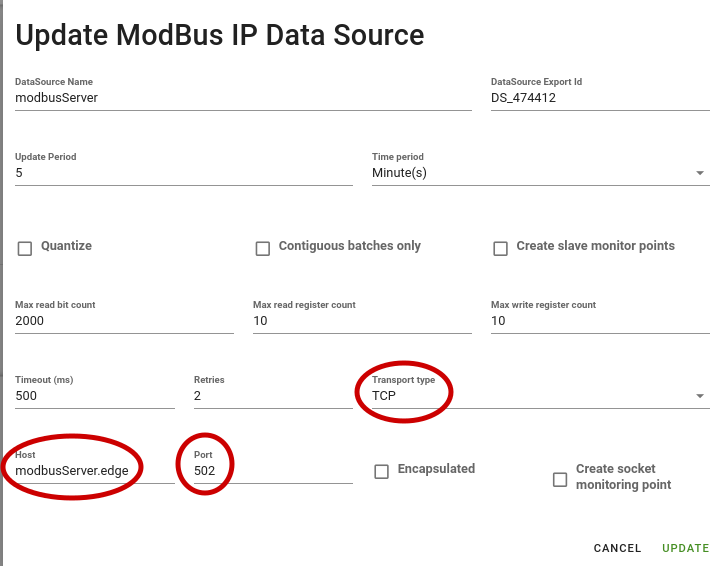 Update ModBus IP Data Source
DataSource Name
modbusServer
DataSource Export Id
DS_474412
Update Period
5
Time period
Minute(s)
Quantize
Contiguous batches only
Create slave monitor points
Max read bit count
2000
Max read register count
10
Max write register count
10
Timeout (ms)
500
Retries
2
Transport type
TCP
Host
modbusServer.edge
Port
502
Encapsulated
Create socket
monitoring point
CANCEL
UPDATE